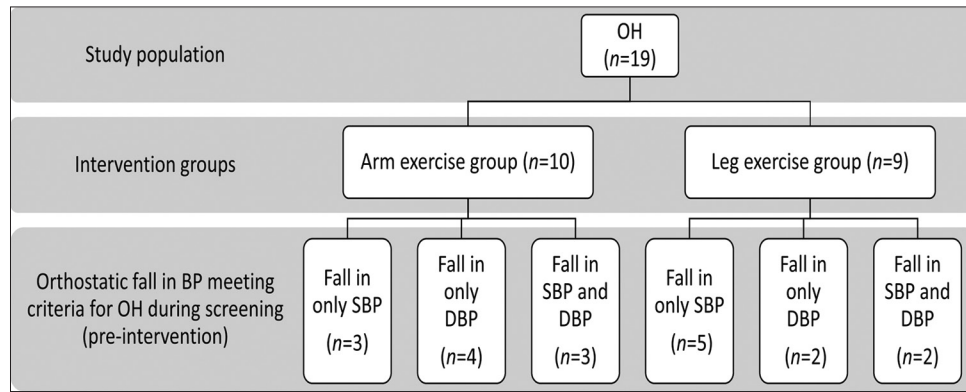 Study population
OH
(n=19)
Intervention groups
Arm exercise group (n=10)
Leg exercise group (n=9)
Orthostatic fall in BP meeting
criteria for OH during screening
(pre-intervention)
Fall in
only SBP
(n=3)
Fall in
only
DBP
(n=4)
Fall in
SBP and
DBP
(n=3)
Fall in
only SBP
(n=5)
Fall in
only
DBP
(n=2)
Fall in
SBP and
DBP
(n=2)